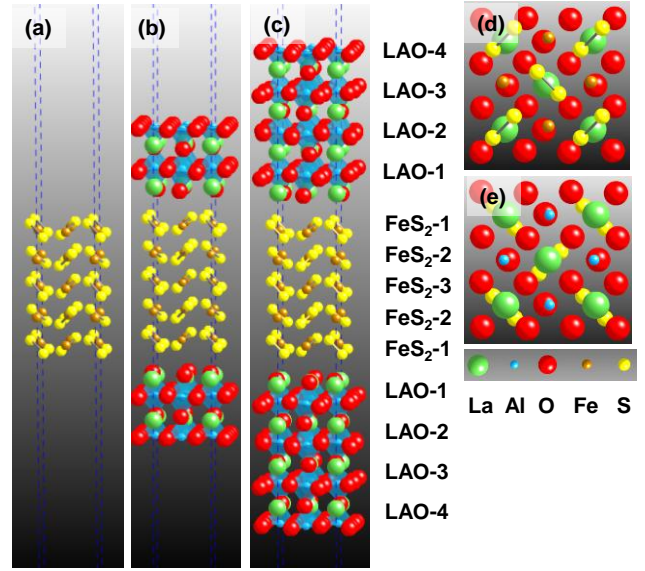 (a)
(b)
(c)
LAO-4
LAO-3
LAO-2
LAO-1
FeS₂-1
FeS₂-2
FeS₂-3
FeS₂-2
FeS₂-1
LAO-1
LAO-2
LAO-3
LAO-4
(d)
(e)
La Al O Fe S